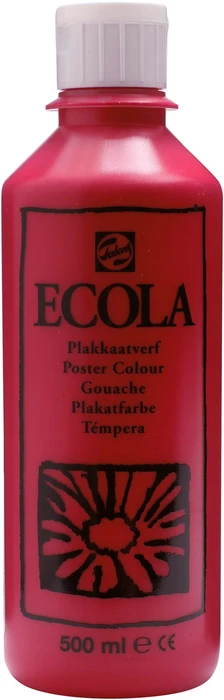 Talens
ECOLA
Plakkaatverf
Poster Colour
Gouache
Plakatfarbe
Témpera
500 ml ℮ CE